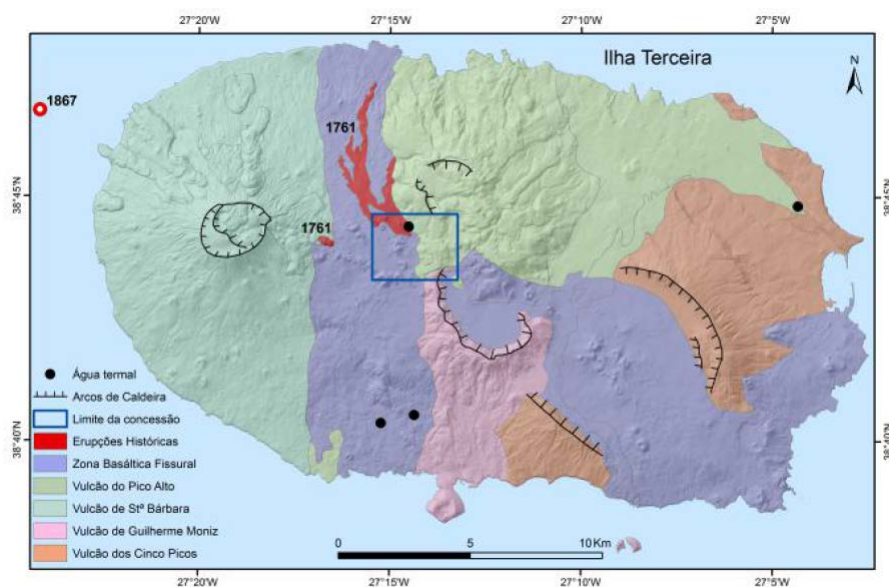 27°20'W 27°15'W 27°10'W 27°5'W
Ilha Terceira
N
1867
1761
38°45'N 38°45'N
1761
Água termal
Arcos de Caldeira
Limite da concessão
Erupções Históricas
38°40'N 38°40'N
Zona Basáltica Fissural
Vulcão do Pico Alto
Vulcão de Stª Bárbara
Vulcão de Guilherme Moniz
Vulcão dos Cinco Picos
0 5 10 Km
27°20'W 27°15'W 27°10'W 27°5'W